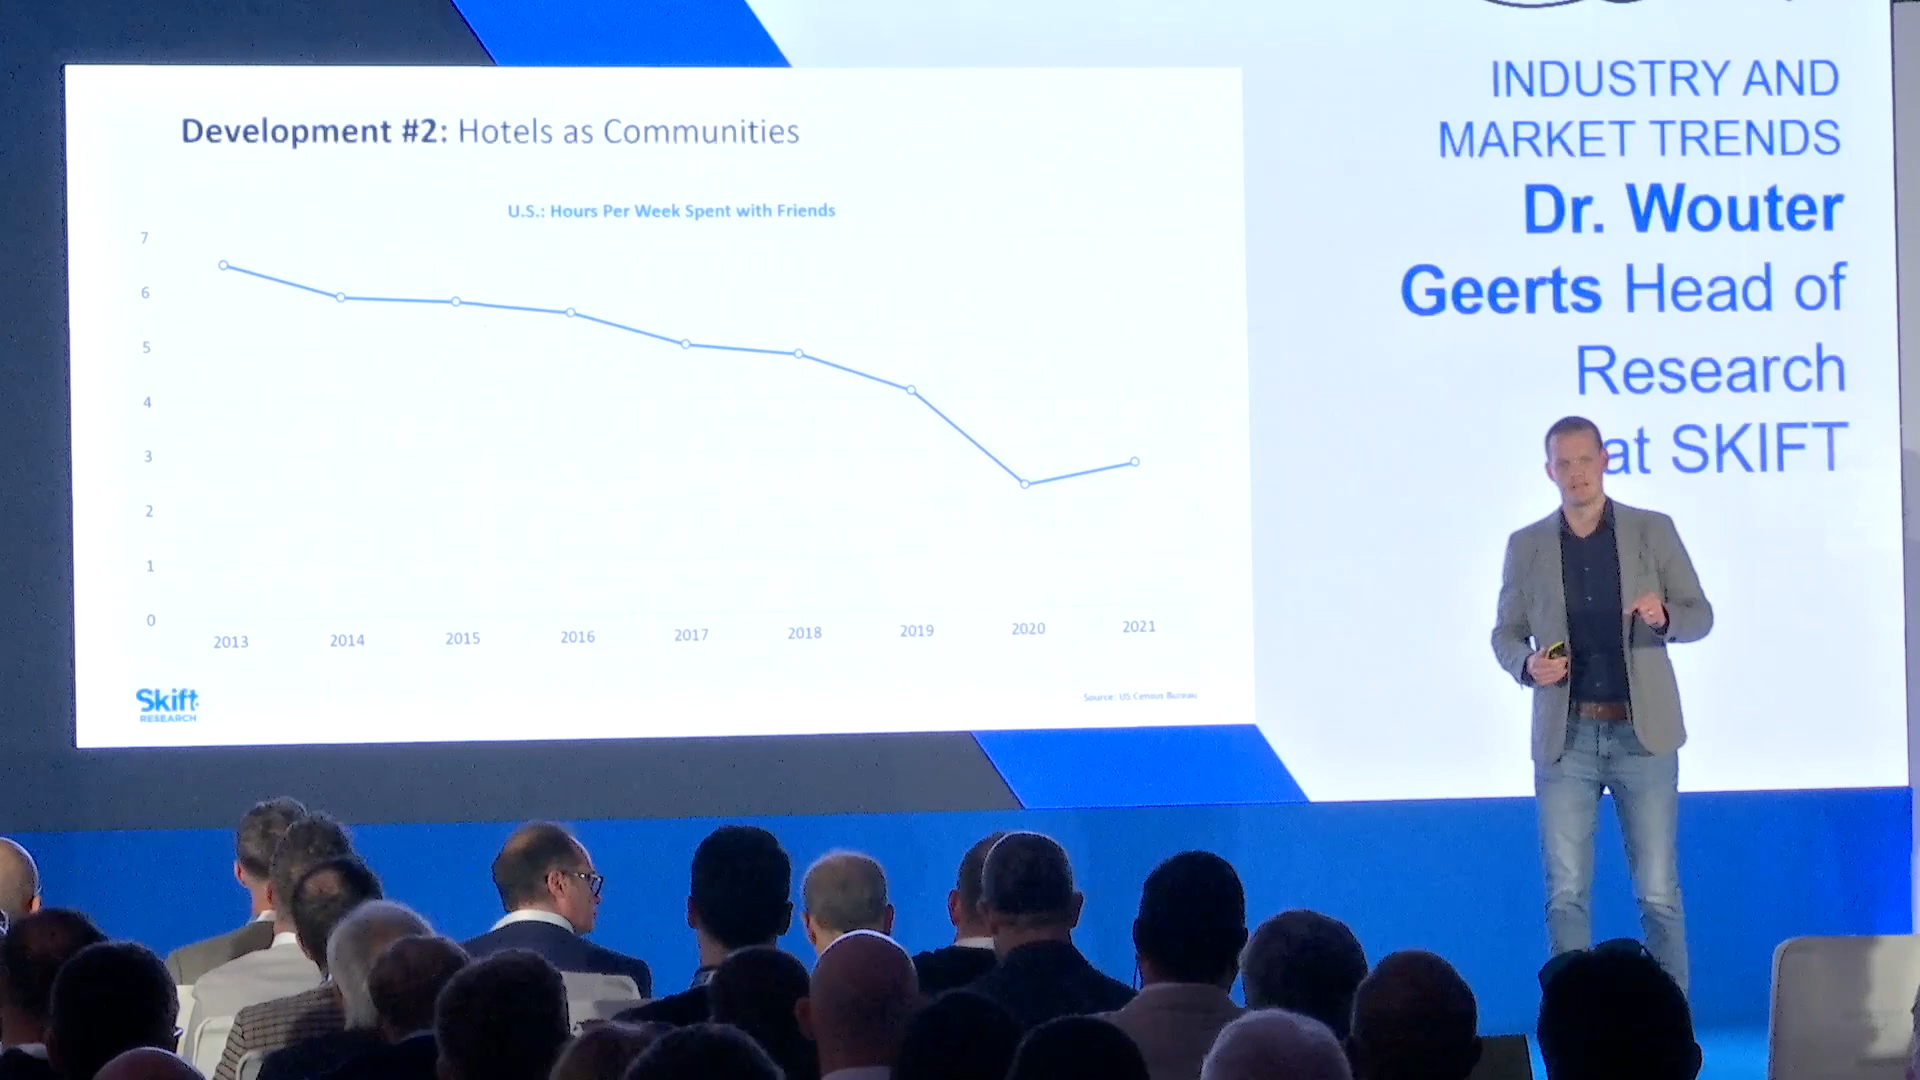 Development #2: Hotels as Communities
U.S.: Hours Per Week Spent with Friends
7
6
5
4
3
2
1
0
2013 2014 2015 2016 2017 2018 2019 2020 2021
Skift
RESEARCH
Source: US Census Bureau
INDUSTRY AND
MARKET TRENDS
Dr. Wouter
Geerts Head of
Research
at SKIFT